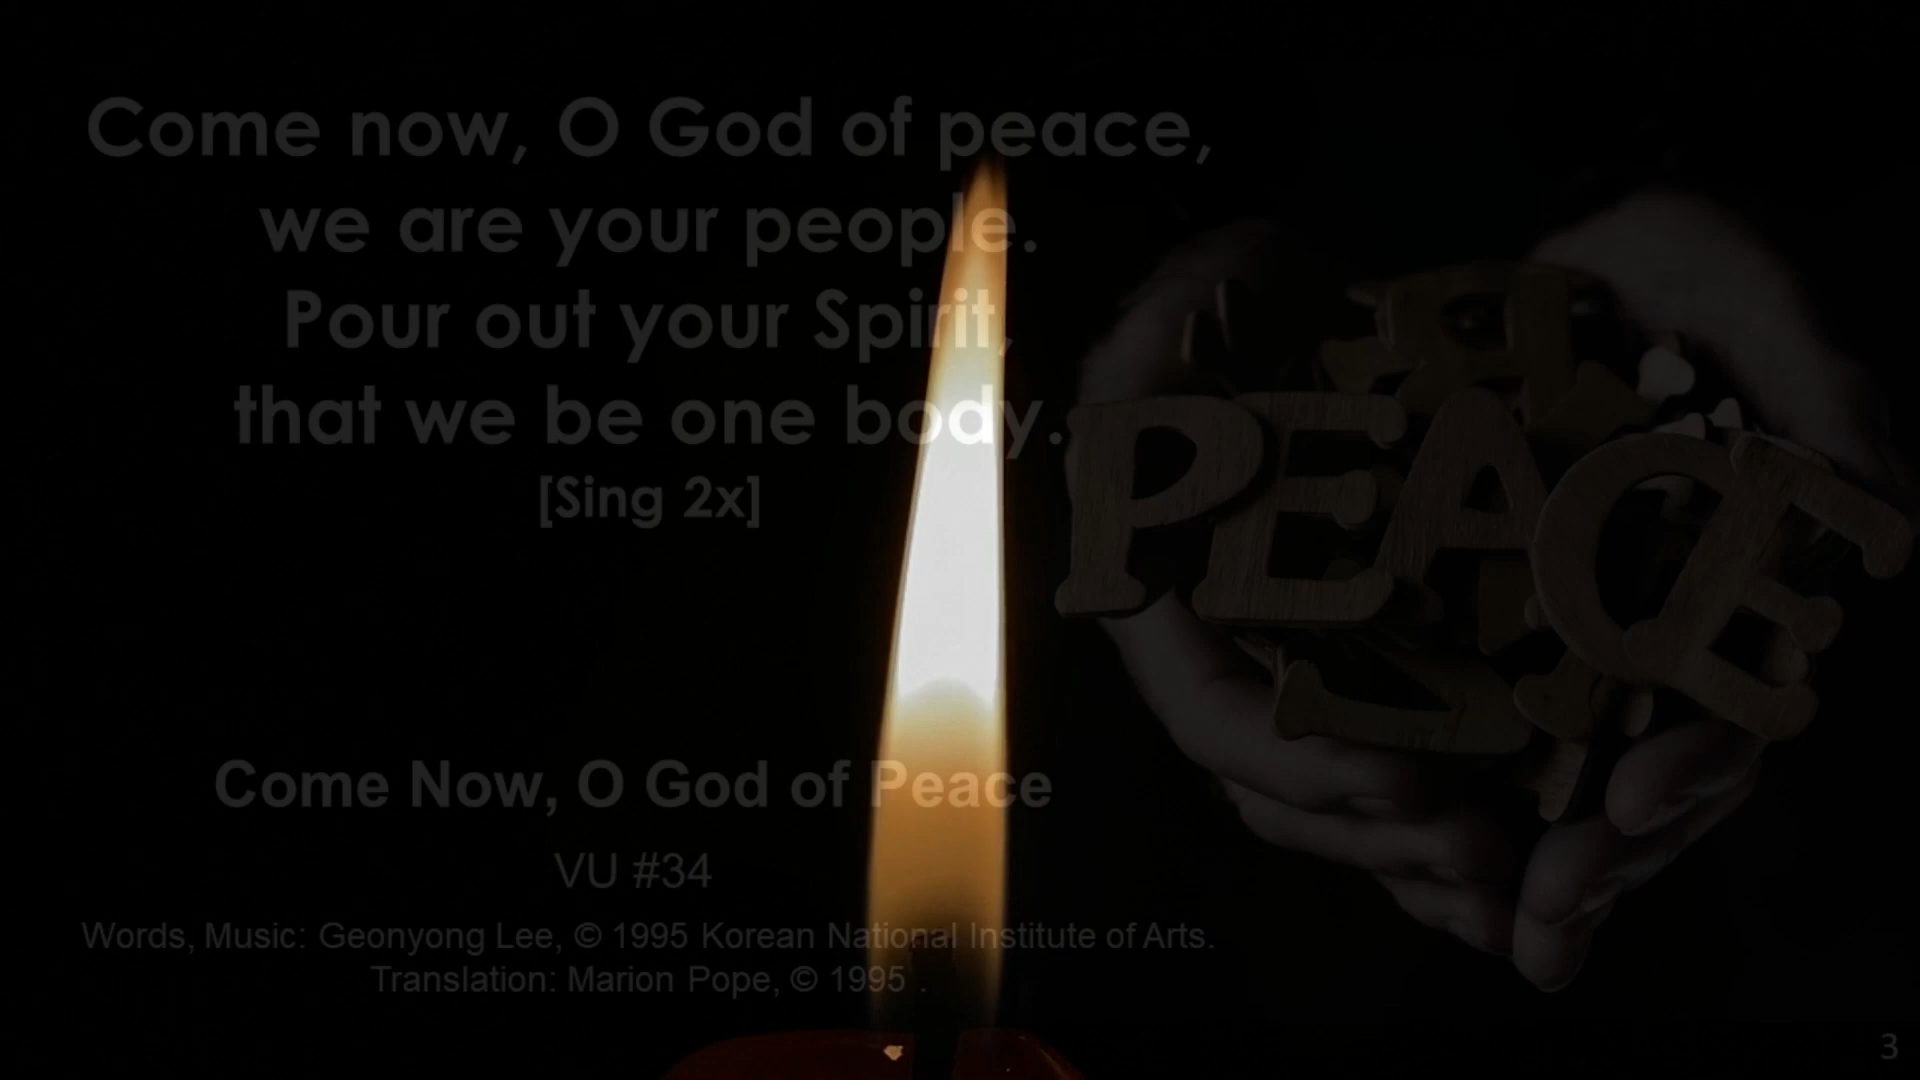 Come now, O God of peace,
we are your people.
Pour out your Spirit,
that we be one body.
[Sing 2x]
PEACE
Come Now, O God of Peace
VU #34
Words, Music: Geonyong Lee, © 1995 Korean National Institute of Arts.
Translation: Marion Pope, © 1995 .
3